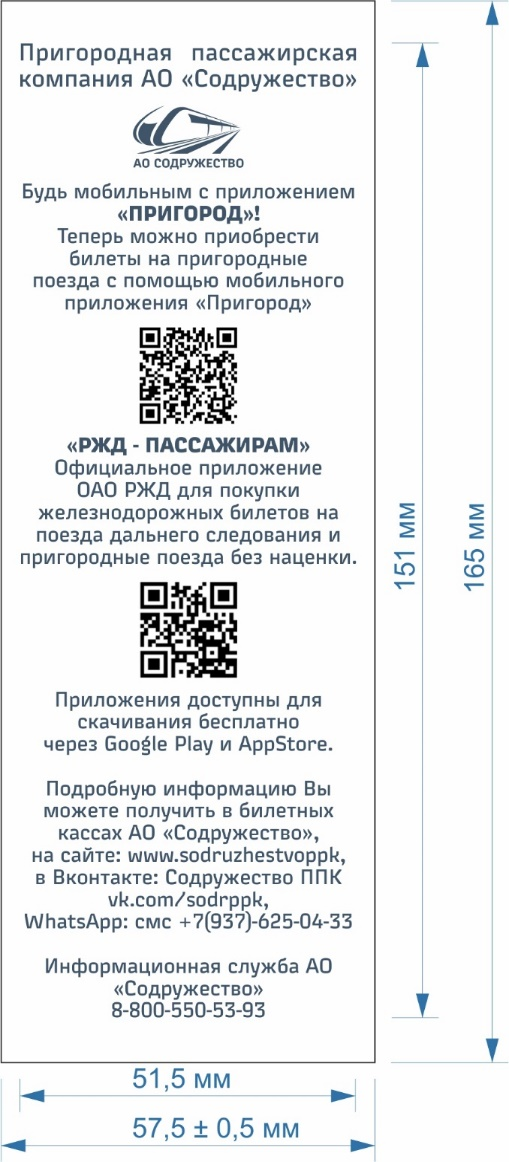 Пригородная пассажирская
компания АО «Содружество»
АО СОДРУЖЕСТВО
Будь мобильным с приложением
«ПРИГОРОД»!
Теперь можно приобрести
билеты на пригородные
поезда с помощью мобильного
приложения «Пригород»
«РЖД - ПАССАЖИРАМ»
Официальное приложение
ОАО РЖД для покупки
железнодорожных билетов на
поезда дальнего следования и
пригородные поезда без наценки.
Приложения доступны для
скачивания бесплатно
через Google Play и AppStore.
Подробную информацию Вы
можете получить в билетных
кассах АО «Содружество»,
на сайте: www.sodruzhestvoppk,
в Вконтакте: Содружество ППК
vk.com/sodrppk,
WhatsApp: смс +7(937)-625-04-33
Информационная служба АО
«Содружество»
8-800-550-53-93
151 мм
165 мм
51,5 мм
57,5 ± 0,5 мм